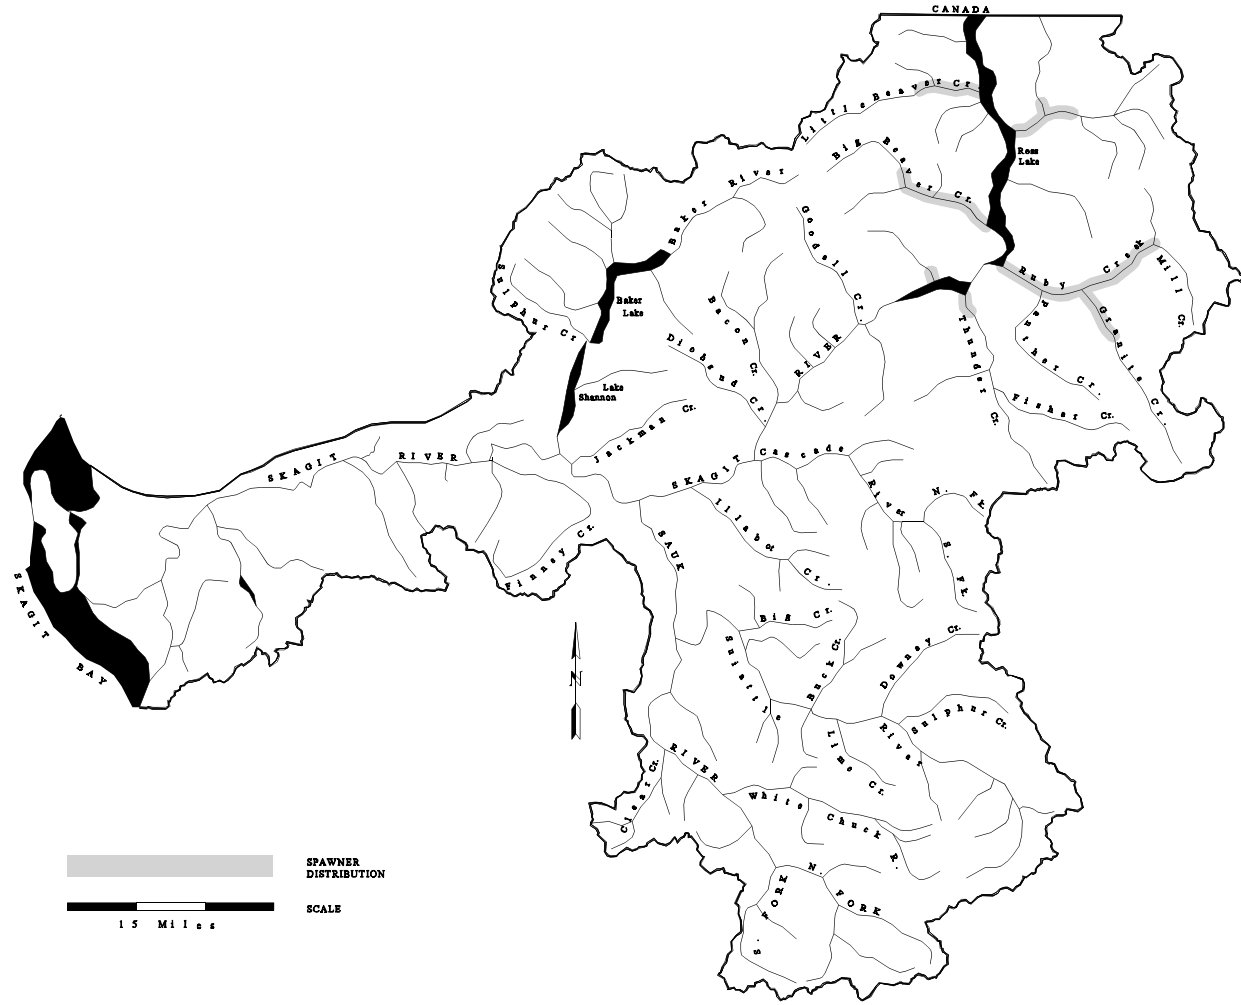 CANADA
Little Beaver Cr.
Big Beaver Cr.
Ross
Lake
Baker River
Goodell Cr.
Ruby Creek
Mill Cr.
Sulphur Cr
Baker
Lake
Bacon Cr.
Diobsud Cr.
RIVER
Thunder Cr.
Panther Cr.
Granite Cr.
Fisher Cr.
Lake
Shannon
Jackman Cr.
SKAGIT RIVER
SKAGIT
Cascade River
N. Fk.
S. Fk.
Illabot Cr.
Finney Cr.
SAUK
SKAGIT BAY
Big Cr.
Suiattle
Buck Cr.
Downey Cr.
Sulphur Cr.
River
Lime Cr.
N
RIVER
Clear Cr.
White Chuck R.
N. FORK
S. FORK
SPAWNER
DISTRIBUTION
SCALE
15 Miles